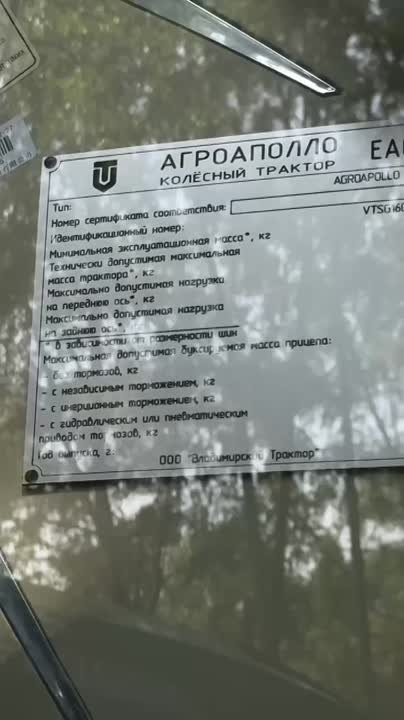 АГРОАПОЛЛО
КОЛЁСНЫЙ ТРАКТОР
Тип: AGROAPOLLO
Номер сертификата соответствия:
Идентификационный номер: VTSG160
Минимальная эксплуатационная масса*, кг
Технически допустимая максимальная
масса трактора*, кг
Максимально допустимая нагрузка
на переднюю ось*, кг
Максимально допустимая нагрузка
на заднюю ось*,
* в зависимости от размерности шин
Максимальная допустимая буксируемая масса прицепа:
- без тормозов, кг
- с независимым торможением, кг
- с инерционным торможением, кг
- с гидравлическим или пневматическим
приводом тормозов, кг
Год выпуска, г:
ООО "Владимирский Трактор"